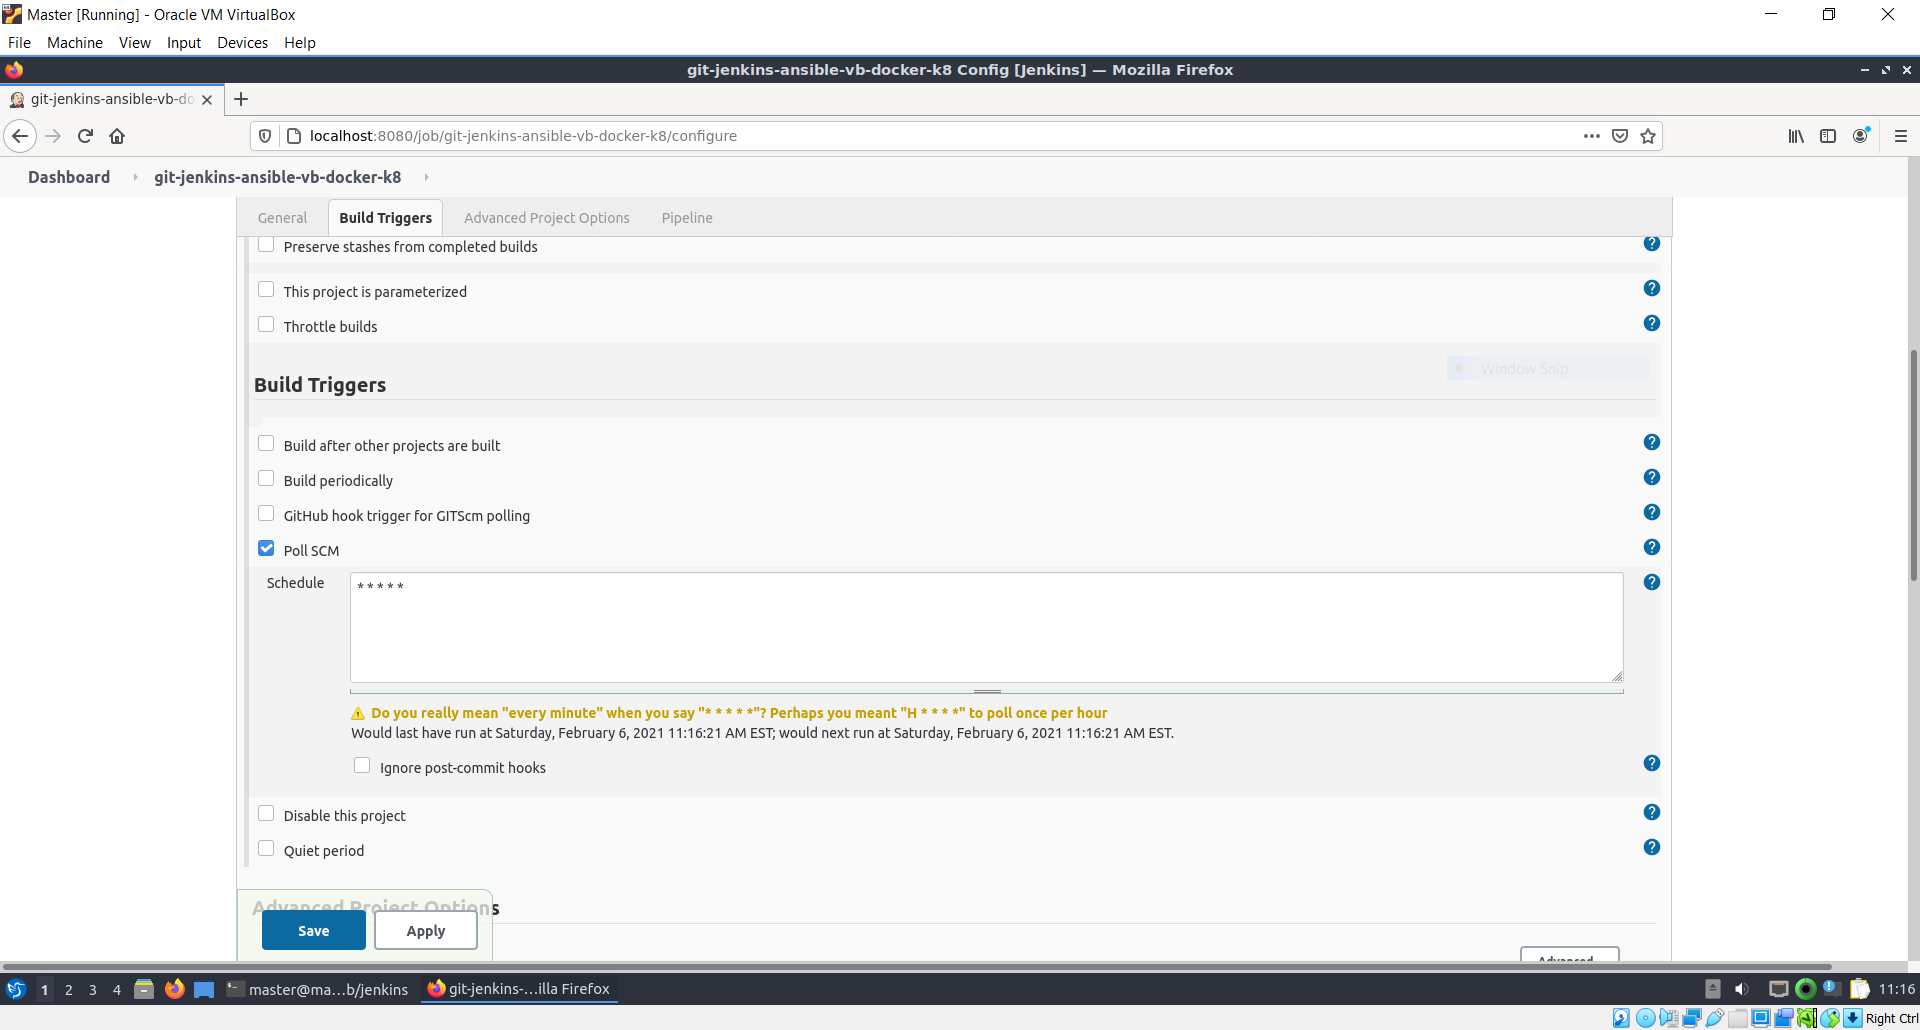 Master [Running] - Oracle VM VirtualBox
File Machine View Input Devices Help
git-jenkins-ansible-vb-docker-k8 Config [Jenkins] — Mozilla Firefox
git-jenkins-ansible-vb-do
localhost:8080/job/git-jenkins-ansible-vb-docker-k8/configure
Dashboard git-jenkins-ansible-vb-docker-k8
General Build Triggers Advanced Project Options Pipeline
Preserve stashes from completed builds
This project is parameterized
Throttle builds
Window Snip
Build Triggers
Build after other projects are built
Build periodically
GitHub hook trigger for GITScm polling
Poll SCM
Schedule * * * * *
Do you really mean "every minute" when you say "* * * * *"? Perhaps you meant "H * * * *" to poll once per hour
Would last have run at Saturday, February 6, 2021 11:16:21 AM EST; would next run at Saturday, February 6, 2021 11:16:21 AM EST.
Ignore post-commit hooks
Disable this project
Quiet period
Advanced Project Options
Save Apply
Advanced...
1 2 3 4 master@ma...b/jenkins git-jenkins-...illa Firefox 11:16
Right Ctrl